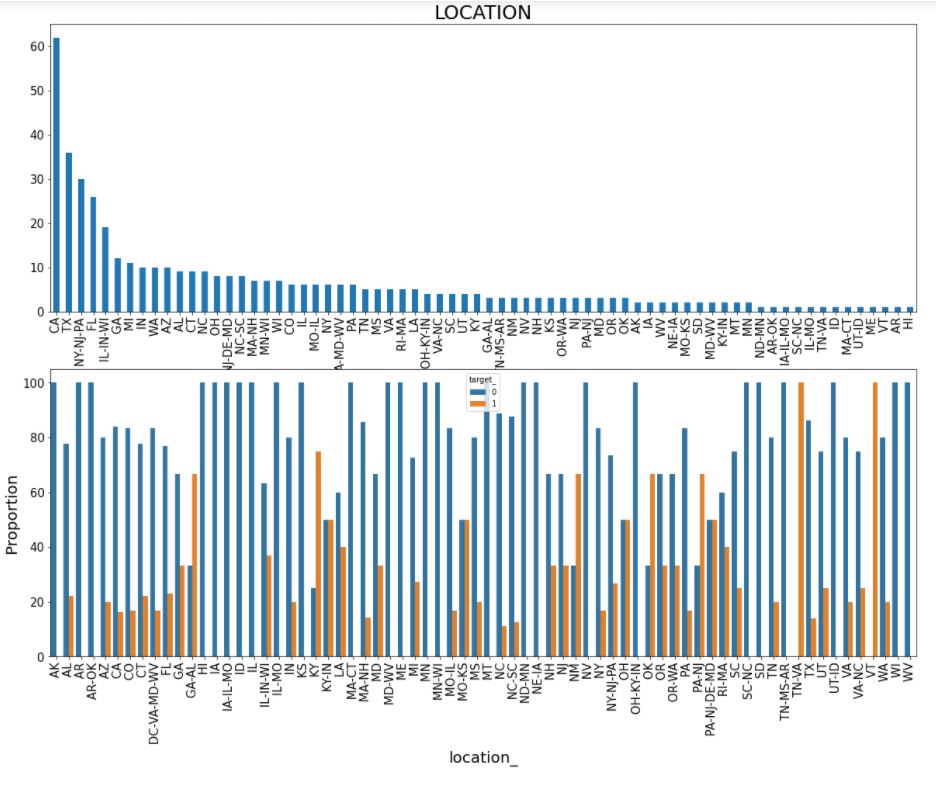 LOCATION
60
50
40
30
20
10
0
CA TX NY-NJ-PA FL IL-IN-WI GA MI IN WA AZ AL CT NC OH NJ-DE-MD NC-SC MA-NH MN-WI WI CO IL MO-IL NY A-MD-WV PA TN MS VA RI-MA LA OH-KY-IN VA-NC SC UT KY GA-AL N-MS-AR NM NV NH KS OR-WA NJ PA-NJ MD OR OK AK IA WV NE-IA MO-KS SD MD-WV KY-IN MT MN ND-MN AR-OK IA-IL-MO SC-NC IL-MO TN-VA ID MA-CT UT-ID ME VT AR HI
target_
0
1
Proportion
100
80
60
40
20
0
AK AL AR AR-OK AZ CA CO CT DC-VA-MD-WV FL GA GA-AL HI IA IA-IL-MO ID IL IL-IN-WI IL-MO IN KS KY KY-IN LA MA-CT MA-NH MD MD-WV ME MI MN MN-WI MO-IL MO-KS MS MT NC NC-SC ND-MN NE-IA NH NJ NM NV NY NY-NJ-PA OH OH-KY-IN OK OR OR-WA PA PA-NJ PA-NJ-DE-MD RI-MA SC SC-NC SD TN TN-MS-AR TN-VA TX UT UT-ID VA VA-NC VT WA WI WV
location_